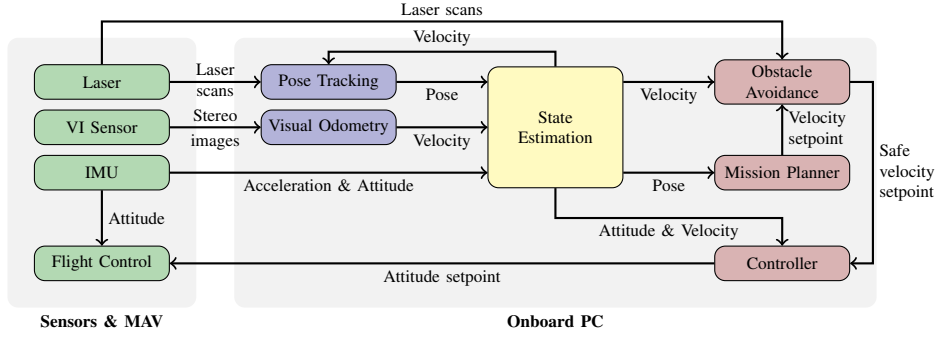 Laser scans
Velocity
Laser
Laser
scans
Pose Tracking
Pose
Velocity
Obstacle
Avoidance
VI Sensor
Stereo
images
Visual Odometry
Velocity
State
Estimation
Velocity
setpoint
Safe
velocity
setpoint
IMU
Acceleration & Attitude
Pose
Mission Planner
Attitude
Attitude & Velocity
Flight Control
Attitude setpoint
Controller
Sensors & MAV
Onboard PC